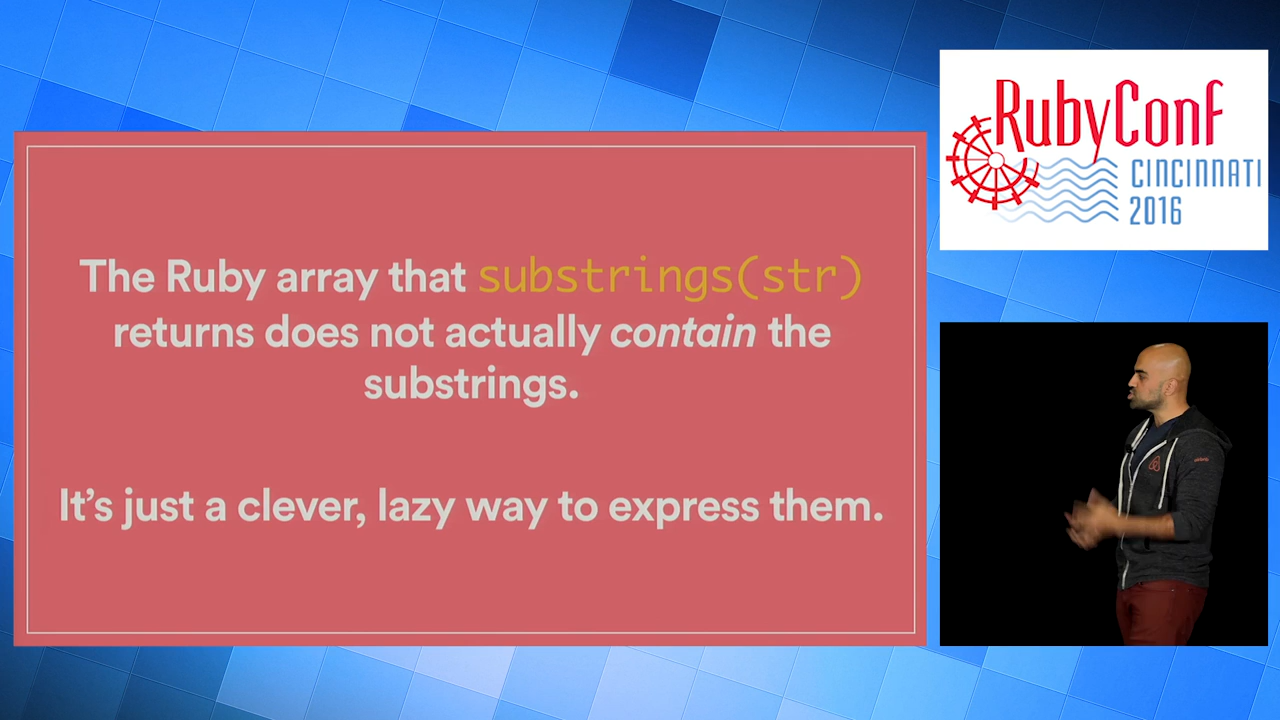 The Ruby array that substrings(str)
returns does not actually contain the
substrings.
It's just a clever, lazy way to express them.
RubyConf
CINCINNATI
2016